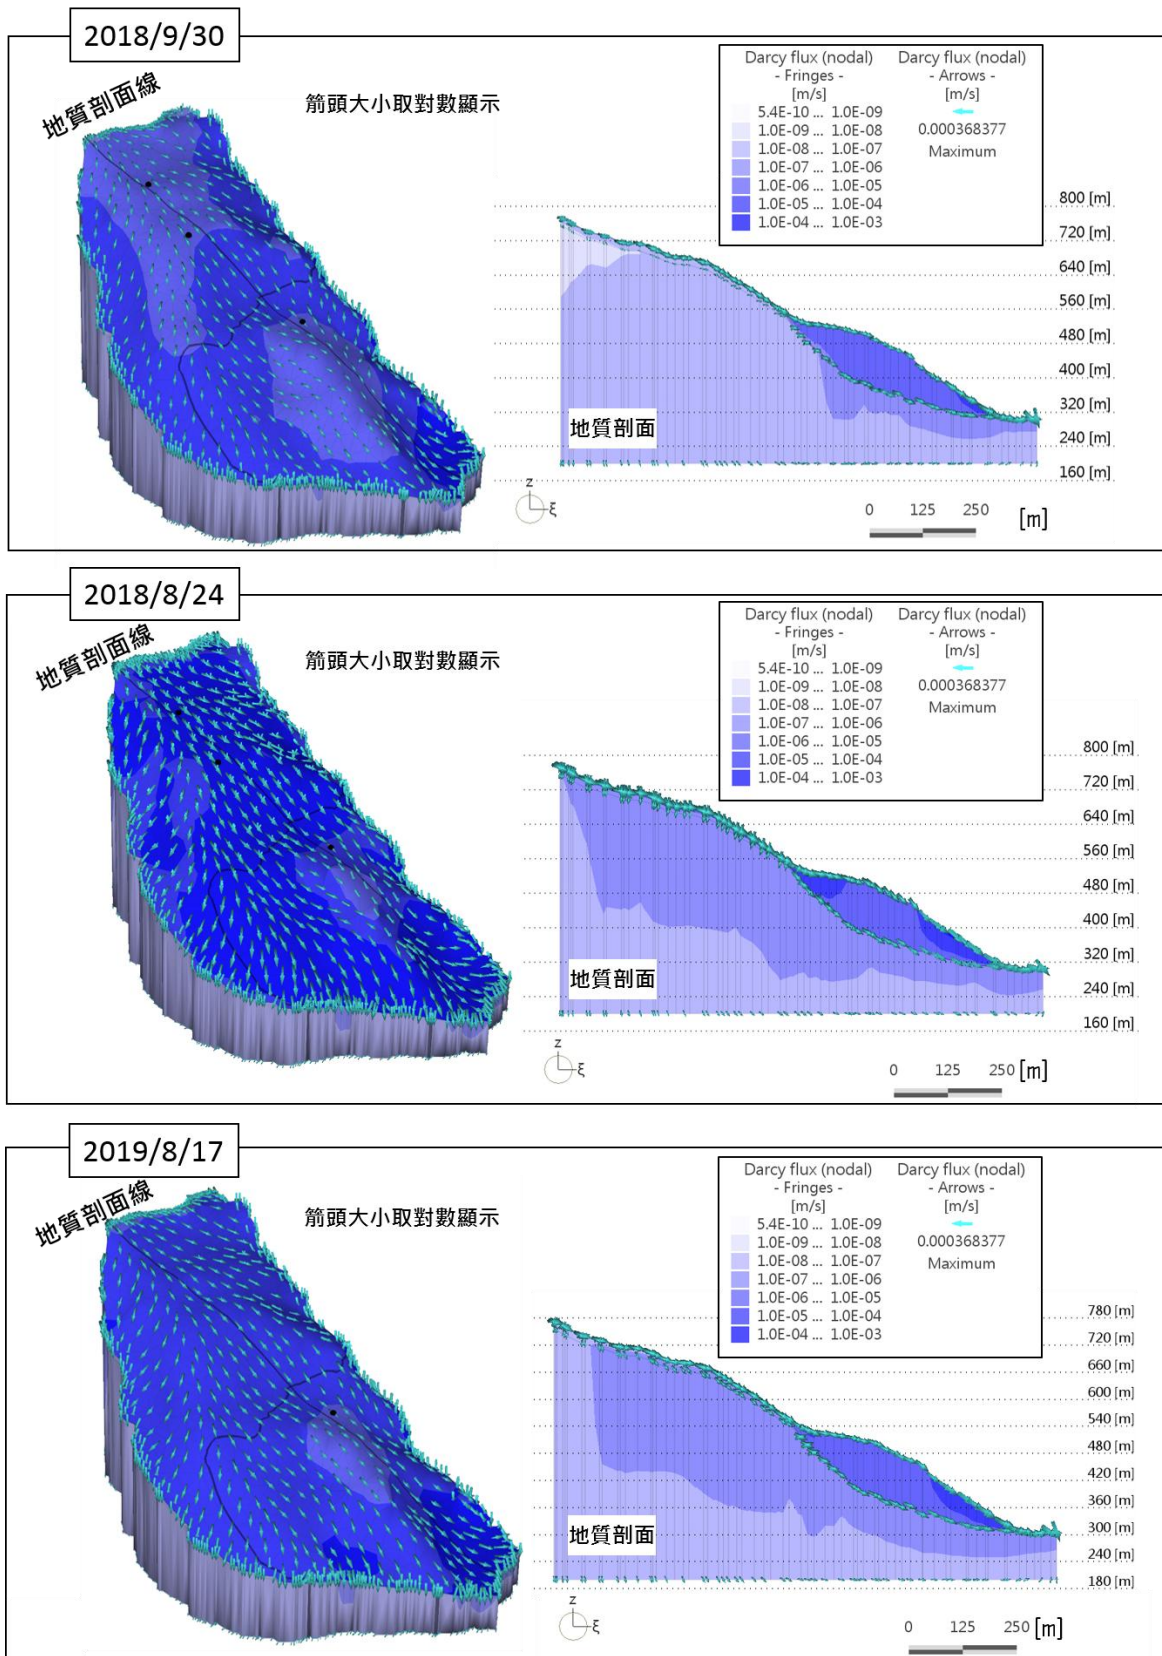 2018/9/30
地質剖面線
箭頭大小取對數顯示
Darcy flux (nodal) Darcy flux (nodal)
- Fringes - - Arrows -
[m/s] [m/s]
5.4E-10 ... 1.0E-09
1.0E-09 ... 1.0E-08 0.000368377
1.0E-08 ... 1.0E-07 Maximum
1.0E-07 ... 1.0E-06
1.0E-06 ... 1.0E-05
1.0E-05 ... 1.0E-04
1.0E-04 ... 1.0E-03
800 [m]
720 [m]
640 [m]
560 [m]
480 [m]
400 [m]
320 [m]
240 [m]
160 [m]
地質剖面
z
ξ
0 125 250 [m]
2018/8/24
地質剖面線
箭頭大小取對數顯示
Darcy flux (nodal) Darcy flux (nodal)
- Fringes - - Arrows -
[m/s] [m/s]
5.4E-10 ... 1.0E-09
1.0E-09 ... 1.0E-08 0.000368377
1.0E-08 ... 1.0E-07 Maximum
1.0E-07 ... 1.0E-06
1.0E-06 ... 1.0E-05
1.0E-05 ... 1.0E-04
1.0E-04 ... 1.0E-03
800 [m]
720 [m]
640 [m]
560 [m]
480 [m]
400 [m]
320 [m]
240 [m]
160 [m]
地質剖面
z
ξ
0 125 250 [m]
2019/8/17
地質剖面線
箭頭大小取對數顯示
Darcy flux (nodal) Darcy flux (nodal)
- Fringes - - Arrows -
[m/s] [m/s]
5.4E-10 ... 1.0E-09
1.0E-09 ... 1.0E-08 0.000368377
1.0E-08 ... 1.0E-07 Maximum
1.0E-07 ... 1.0E-06
1.0E-06 ... 1.0E-05
1.0E-05 ... 1.0E-04
1.0E-04 ... 1.0E-03
780 [m]
720 [m]
660 [m]
600 [m]
540 [m]
480 [m]
420 [m]
360 [m]
300 [m]
240 [m]
180 [m]
地質剖面
z
ξ
0 125 250 [m]